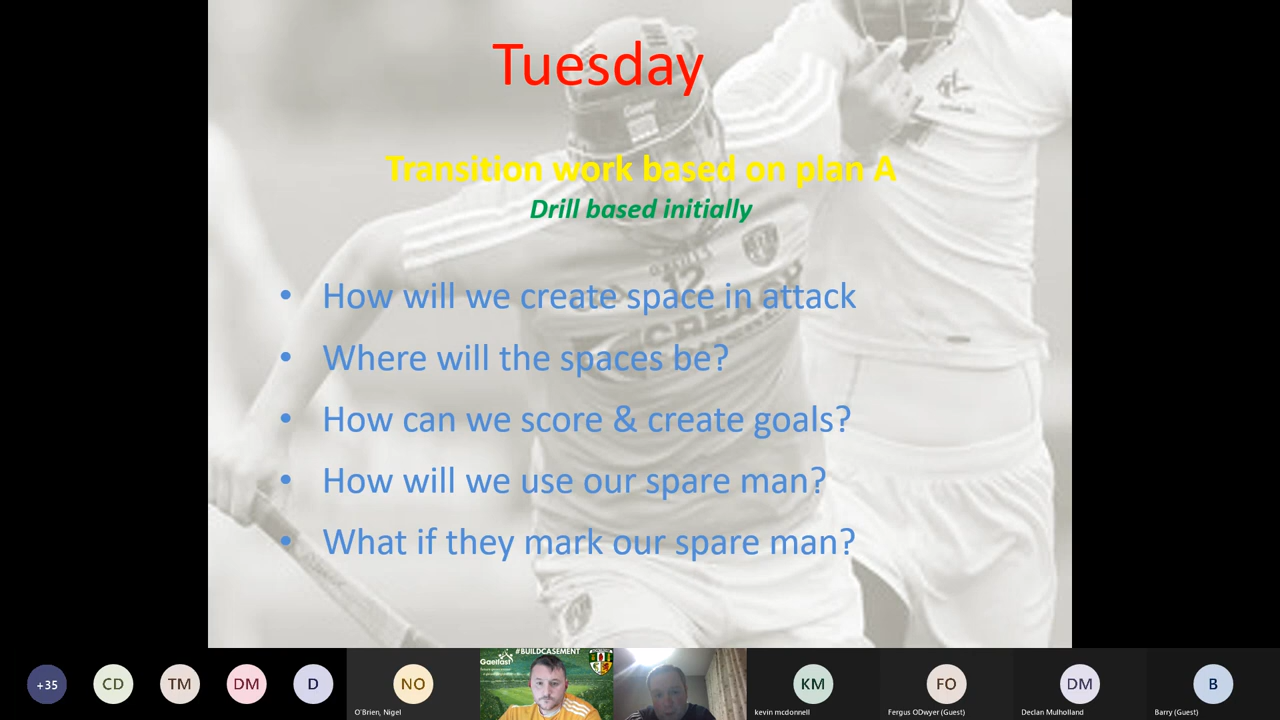 Tuesday
Transition work based on plan A
Drill based initially
• How will we create space in attack
• Where will the spaces be?
• How can we score & create goals?
• How will we use our spare man?
• What if they mark our spare man?
12
#BUILDCASEMENT
Gaelfast
+35
CD
TM
DM
D
NO
KM
FO
DM
B
O'Brien, Nigel
kevin mcdonnell
Fergus ODwyer (Guest)
Declan Mulholland
Barry (Guest)